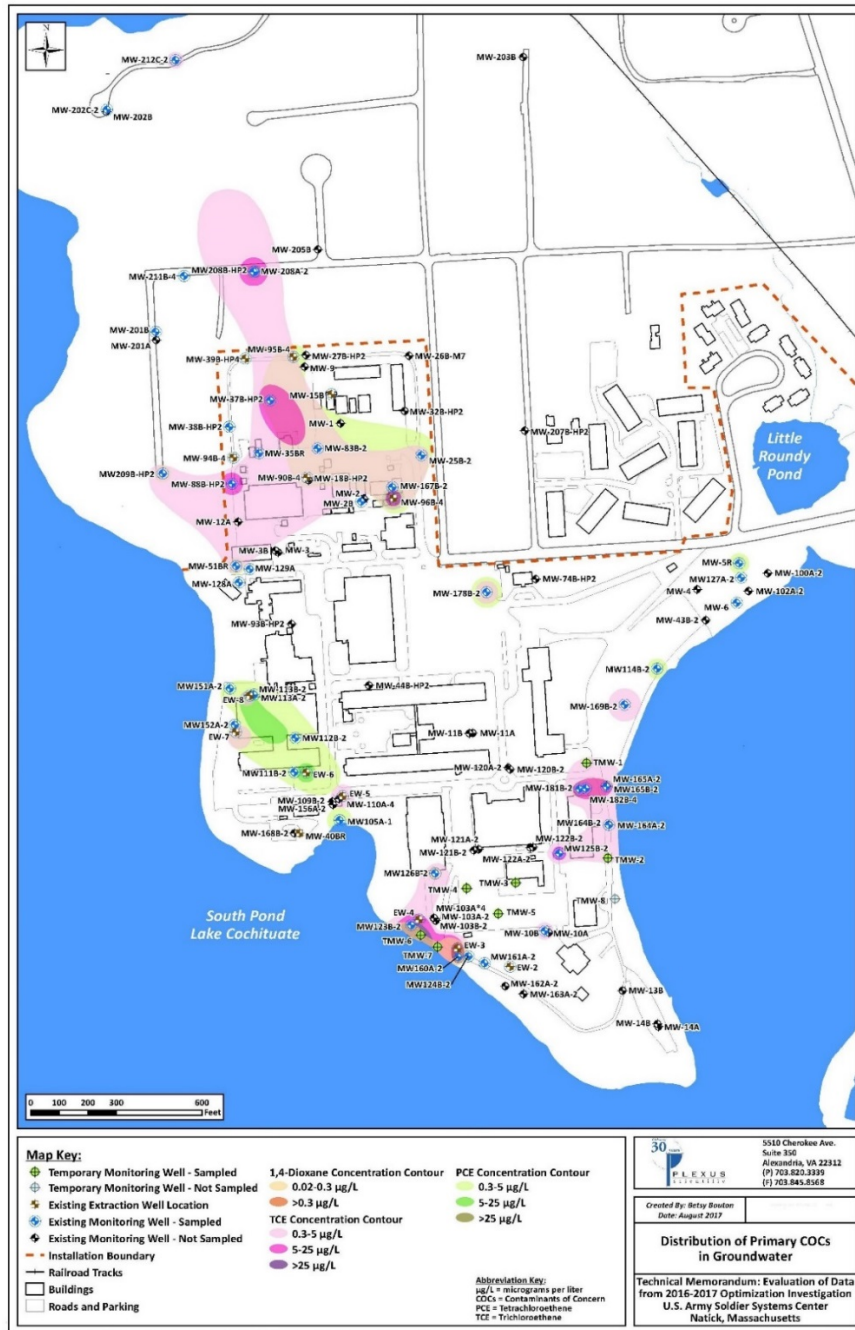 N
MW-212C-2
MW-203B
MW-202C-2
MW-202B
MW-205B
MW208B-HP2
MW-208A-2
MW-211B-4
MW-201B
MW-201A
MW-95B-4
MW-27B-HP2
MW-26B-M7
MW-39B-HP4
MW-9
MW-15B
MW-37B-HP2
MW-32B-HP2
MW-1
MW-38B-HP2
MW-207B-HP2
MW-83B-2
MW-35BR
MW-25B-2
MW-94B-4
Little
Roundy
Pond
MW209B-HP2
MW-90B-4
MW-18B-HP2
MW-167B-2
MW-88B-HP2
MW-2
MW-2B
MW-96B-4
MW-12A
MW-3B
MW-3
MW-51BR
MW-129A
MW-128A
MW-5R
MW-100A-2
MW127A-2
MW-74B-HP2
MW-178B-2
MW-4
MW-102A-2
MW-6
MW-43B-2
MW-93B-HP2
MW114B-2
MW151A-2
MW-113B-2
MW113A-2
EW-8
MW-44B-HP2
MW-169B-2
MW152A-2
EW-7
MW112B-2
MW-11B
MW-11A
MW111B-2
EW-6
MW-120A-2
MW-120B-2
TMW-1
MW-165A-2
MW165B-2
MW-181B-2
MW-182B-4
EW-5
MW-109B-2
MW-110A-4
MW-156A-2
MW105A-1
MW-168B-2
MW-40BR
MW164B-2
MW-164A-2
MW-121A-2
MW-122B-2
MW-121B-2
MW125B-2
MW-122A-2
TMW-2
MW126B-2
TMW-3
TMW-4
TMW-8
South Pond
Lake Cochituate
EW-4
MW-103A*4
MW-103A-2
TMW-5
MW123B-2
MW-103B-2
MW-10B
MW-10A
TMW-6
EW-3
TMW-7
MW161A-2
MW160A-2
EW-2
MW124B-2
MW-162A-2
MW-163A-2
MW-13B
MW-14B
MW-14A
0 100 200 300 600
Feet
Map Key:
Temporary Monitoring Well - Sampled
Temporary Monitoring Well - Not Sampled
Existing Extraction Well Location
Existing Monitoring Well - Sampled
Existing Monitoring Well - Not Sampled
Installation Boundary
Railroad Tracks
Buildings
Roads and Parking
1,4-Dioxane Concentration Contour
0.02-0.3 µg/L
>0.3 µg/L
TCE Concentration Contour
0.3-5 µg/L
5-25 µg/L
>25 µg/L
PCE Concentration Contour
0.3-5 µg/L
5-25 µg/L
>25 µg/L
Abbreviation Key:
µg/L = micrograms per liter
COCs = Contaminants of Concern
PCE = Tetrachloroethene
TCE = Trichloroethene
30
PLEXUS
5510 Cherokee Ave.
Suite 350
Alexandria, VA 22312
(P) 703.820.3339
(F) 703.845.8568
Created By: Betsy Bouton
Date: August 2017
Distribution of Primary COCs
in Groundwater
Technical Memorandum: Evaluation of Data
from 2016-2017 Optimization Investigation
U.S. Army Soldier Systems Center
Natick, Massachusetts